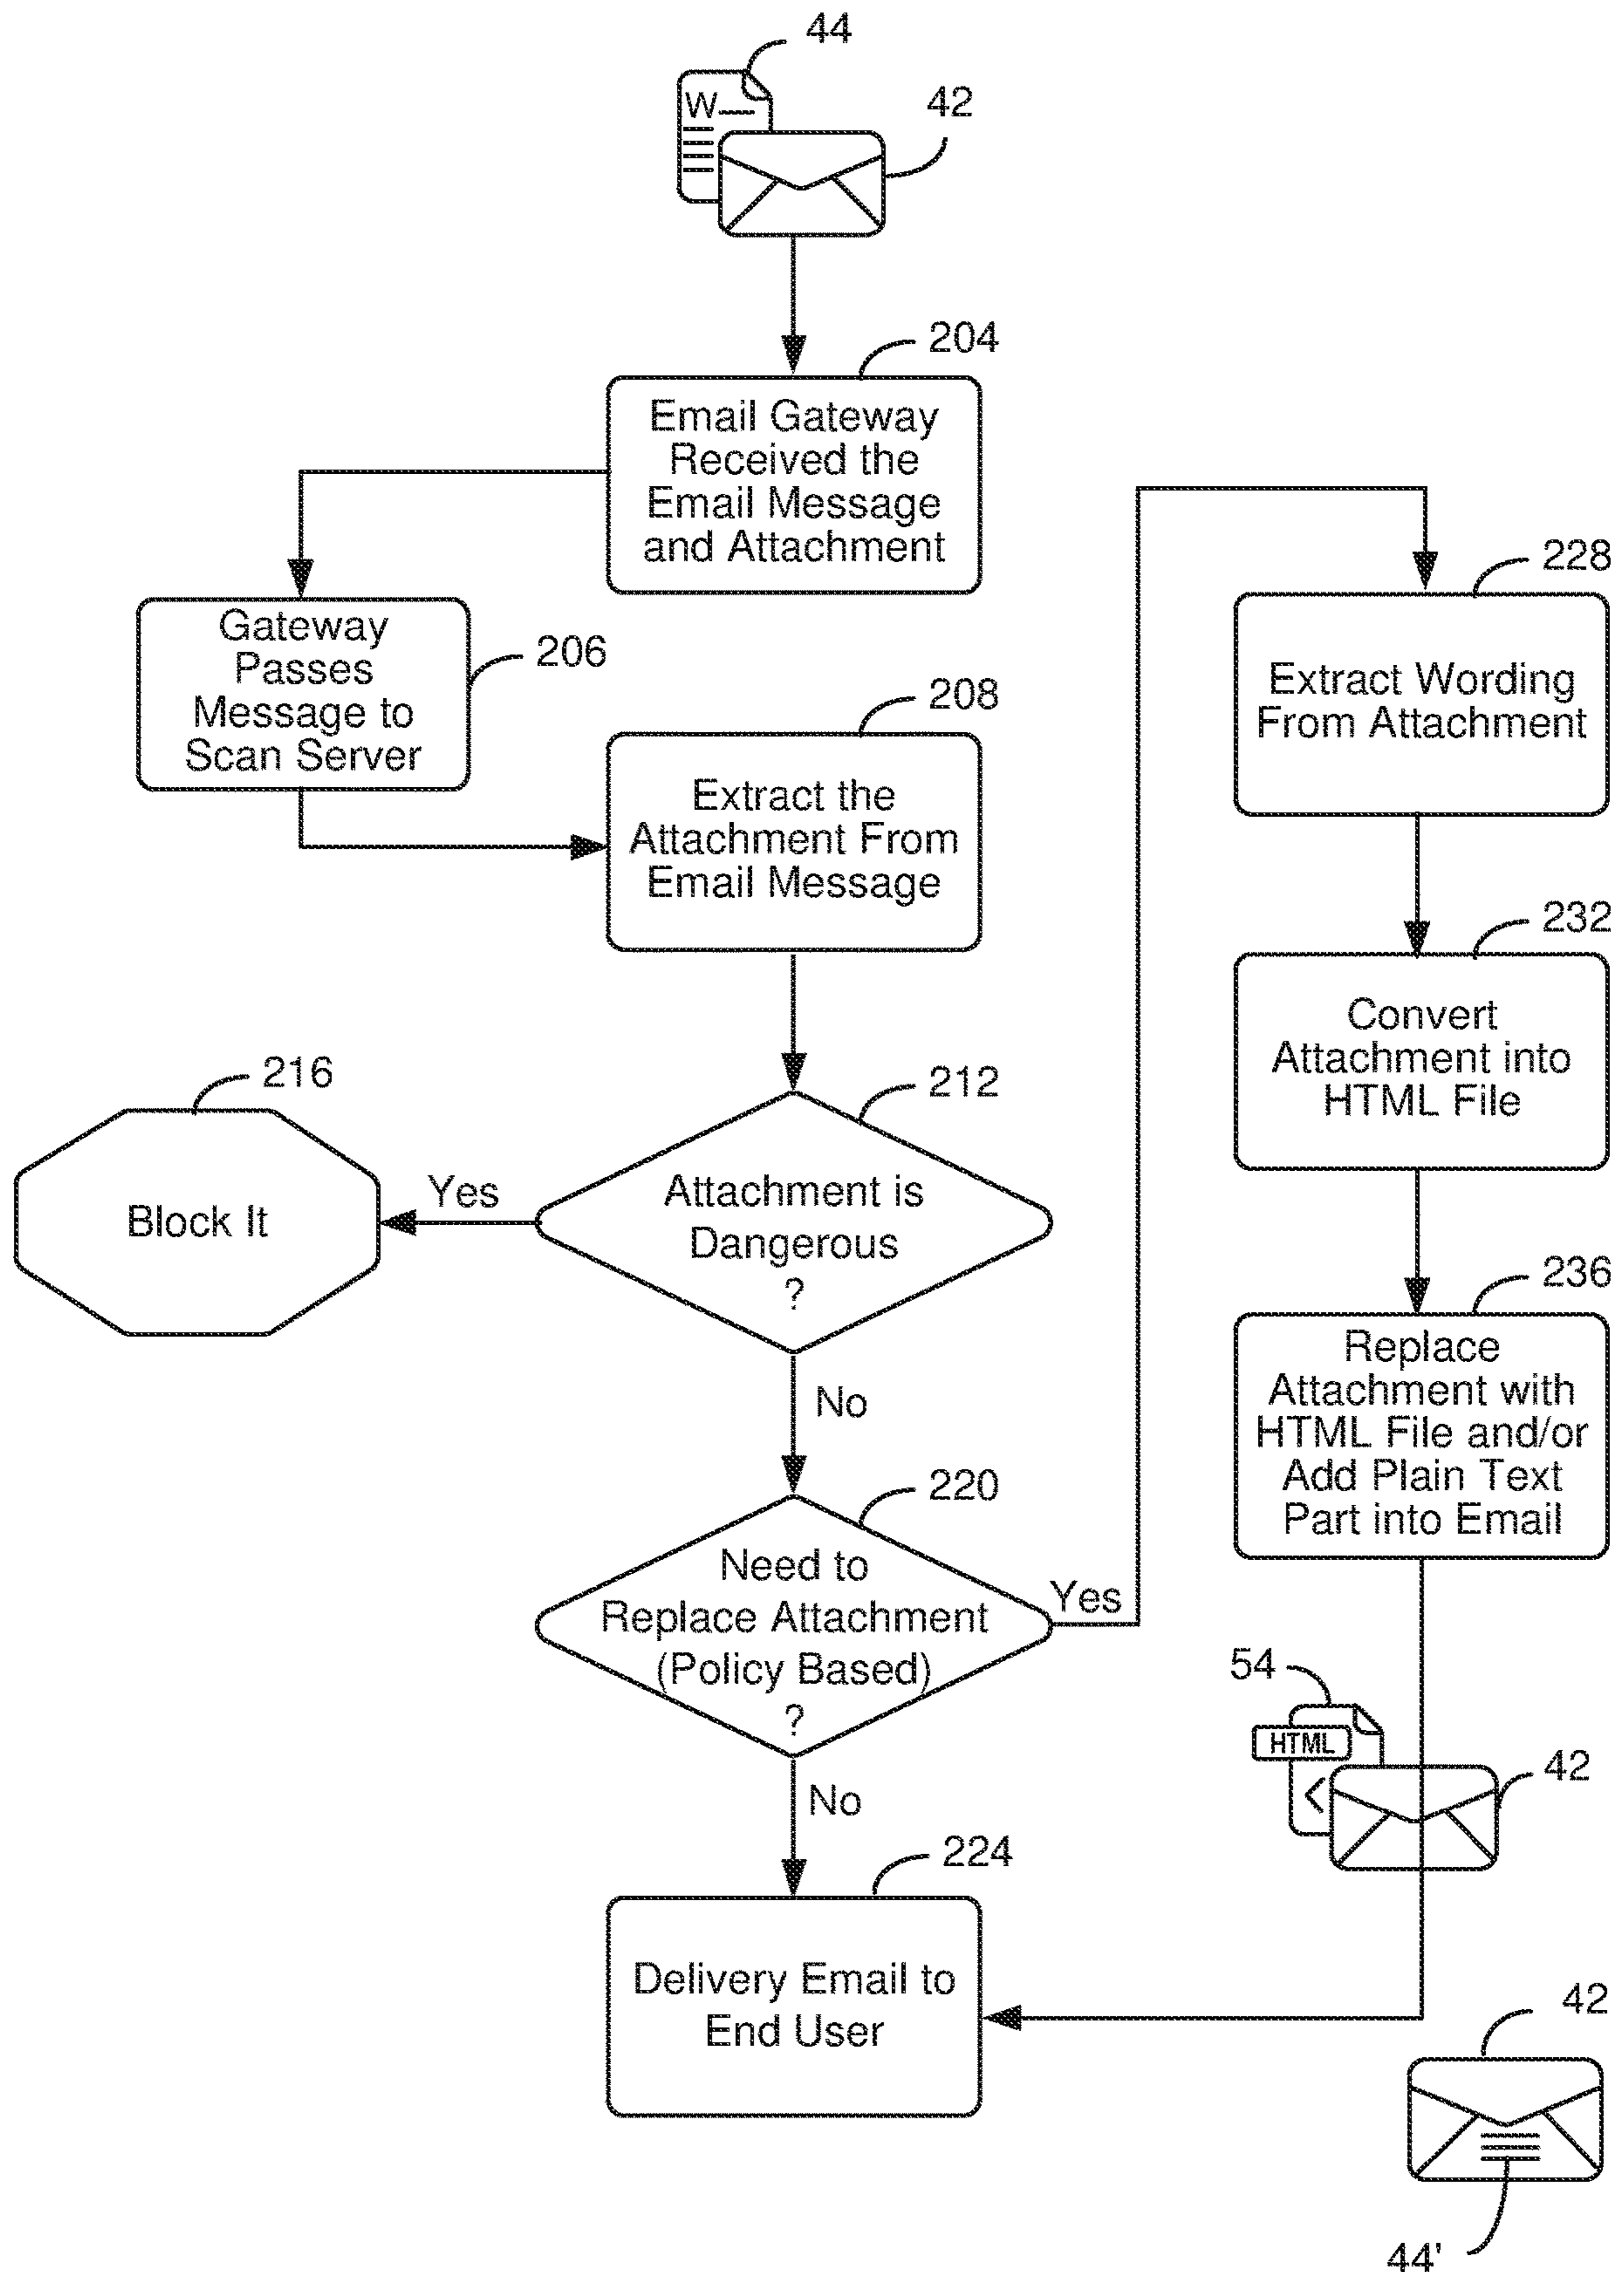 44
42
W
204
Email Gateway
Received the
Email Message
and Attachment
Gateway
Passes
Message to
Scan Server
206
208
Extract the
Attachment From
Email Message
212
Attachment is
Dangerous
?
Yes
216
Block It
No
220
Need to
Replace Attachment
(Policy Based)
?
Yes
No
224
Delivery Email to
End User
228
Extract Wording
From Attachment
232
Convert
Attachment into
HTML File
236
Replace
Attachment with
HTML File and/or
Add Plain Text
Part into Email
54
HTML
<
42
42
44'